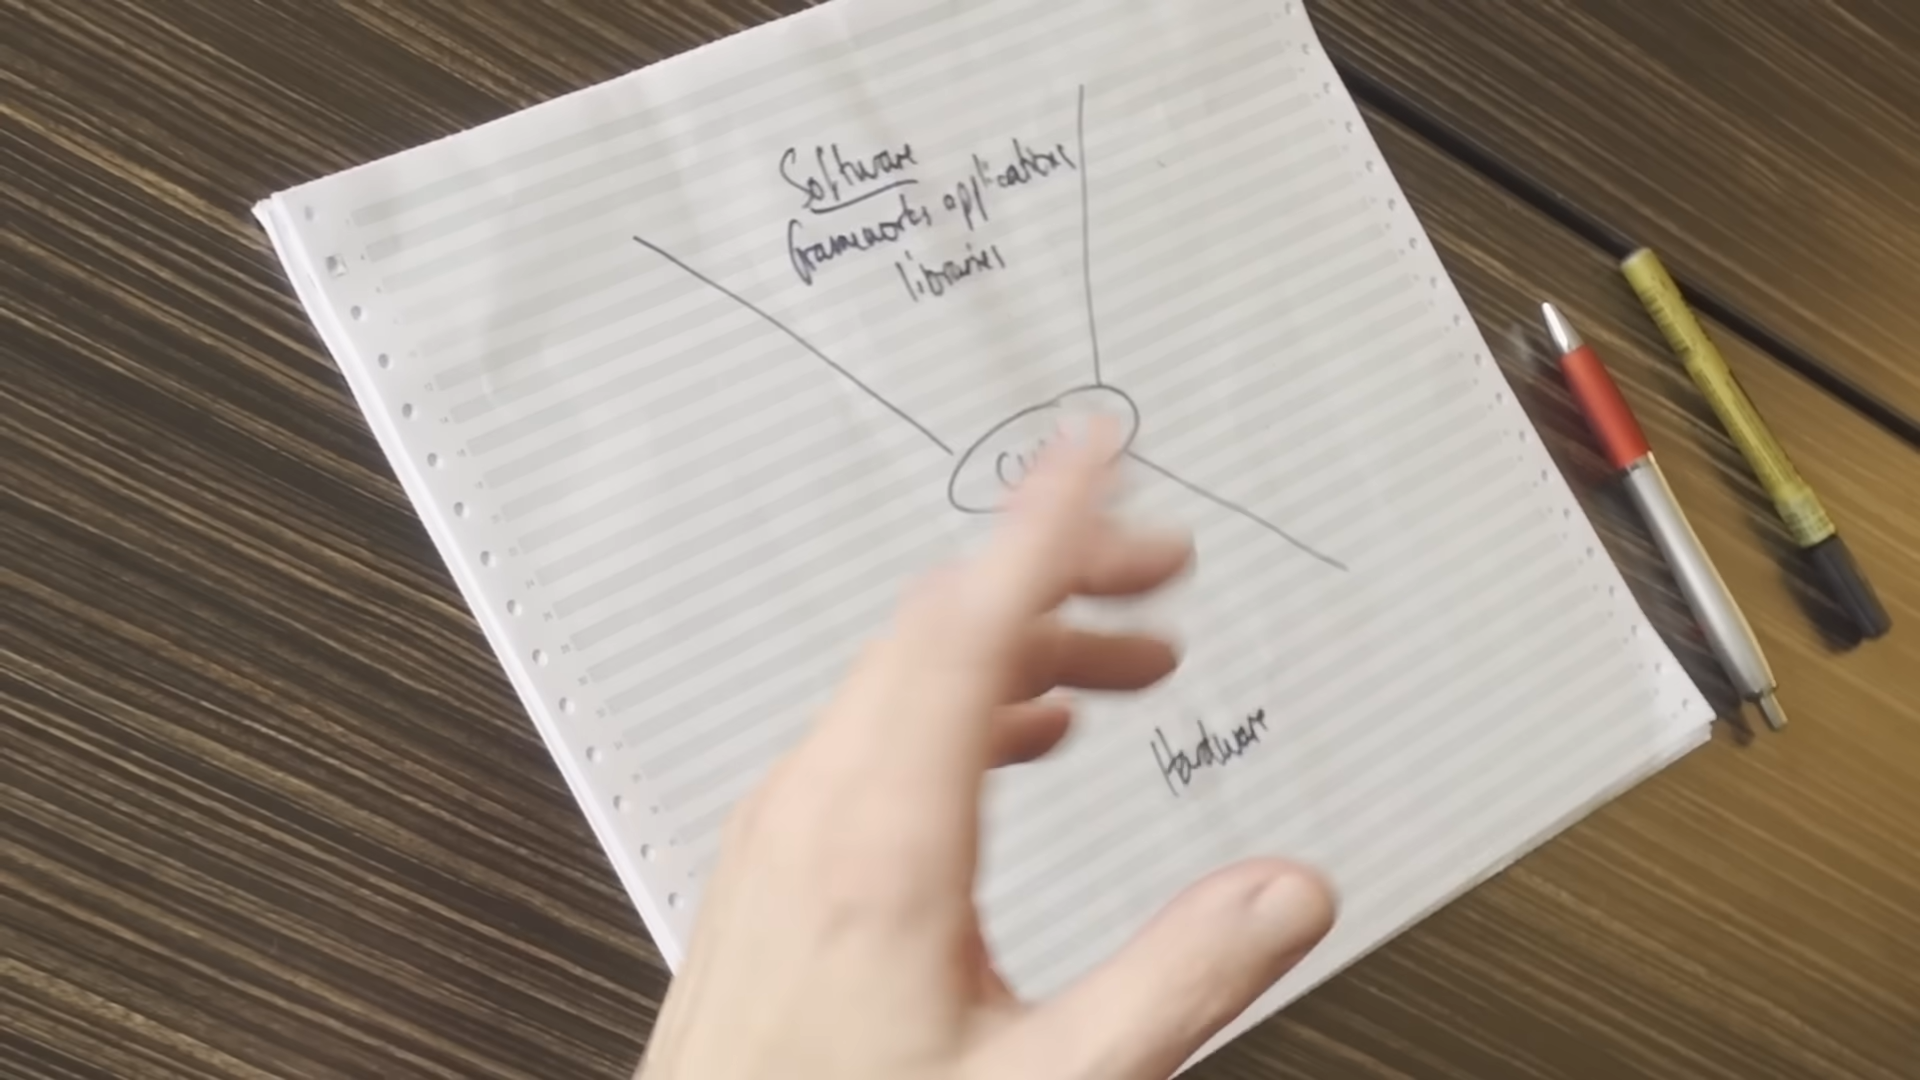 Software
frameworks applications
libraries
Hardware